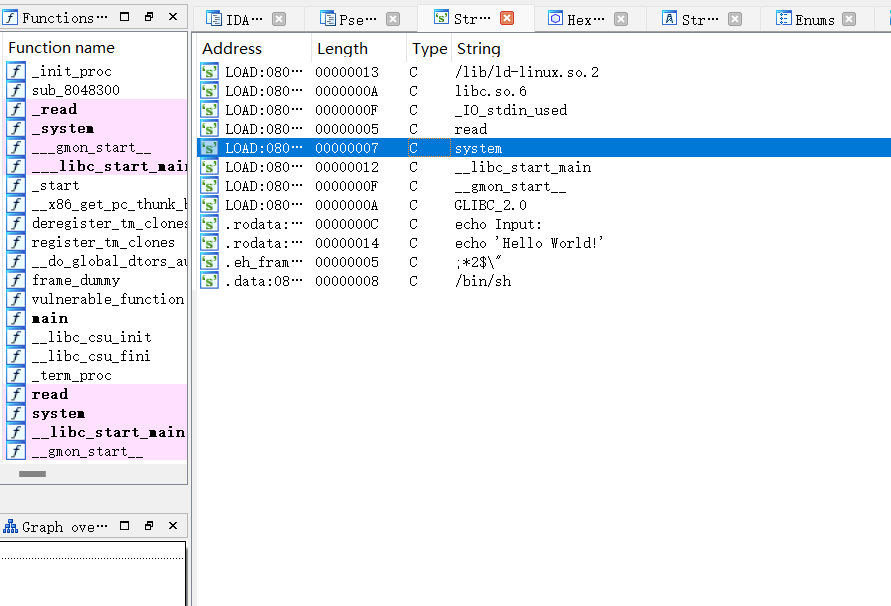 Functions⋯
IDA⋯
Pse⋯
Str⋯
Hex⋯
Str⋯
Enums
Function name
_init_proc
sub_8048300
_read
_system
___gmon_start__
___libc_start_mai
_start
__x86_get_pc_thunk_b
deregister_tm_clones
register_tm_clones
__do_global_dtors_au
frame_dummy
vulnerable_function
main
__libc_csu_init
__libc_csu_fini
_term_proc
read
system
__libc_start_main
__gmon_start__
Graph ove⋯
Address Length Type String
LOAD:080⋯ 00000013 C /lib/ld-linux.so.2
LOAD:080⋯ 0000000A C libc.so.6
LOAD:080⋯ 0000000F C _IO_stdin_used
LOAD:080⋯ 00000005 C read
LOAD:080⋯ 00000007 C system
LOAD:080⋯ 00000012 C __libc_start_main
LOAD:080⋯ 0000000F C __gmon_start__
LOAD:080⋯ 0000000A C GLIBC_2.0
.rodata:⋯ 0000000C C echo Input:
.rodata:⋯ 00000014 C echo 'Hello World!'
.eh_fram⋯ 00000005 C ;*2$\"
.data:08⋯ 00000008 C /bin/sh